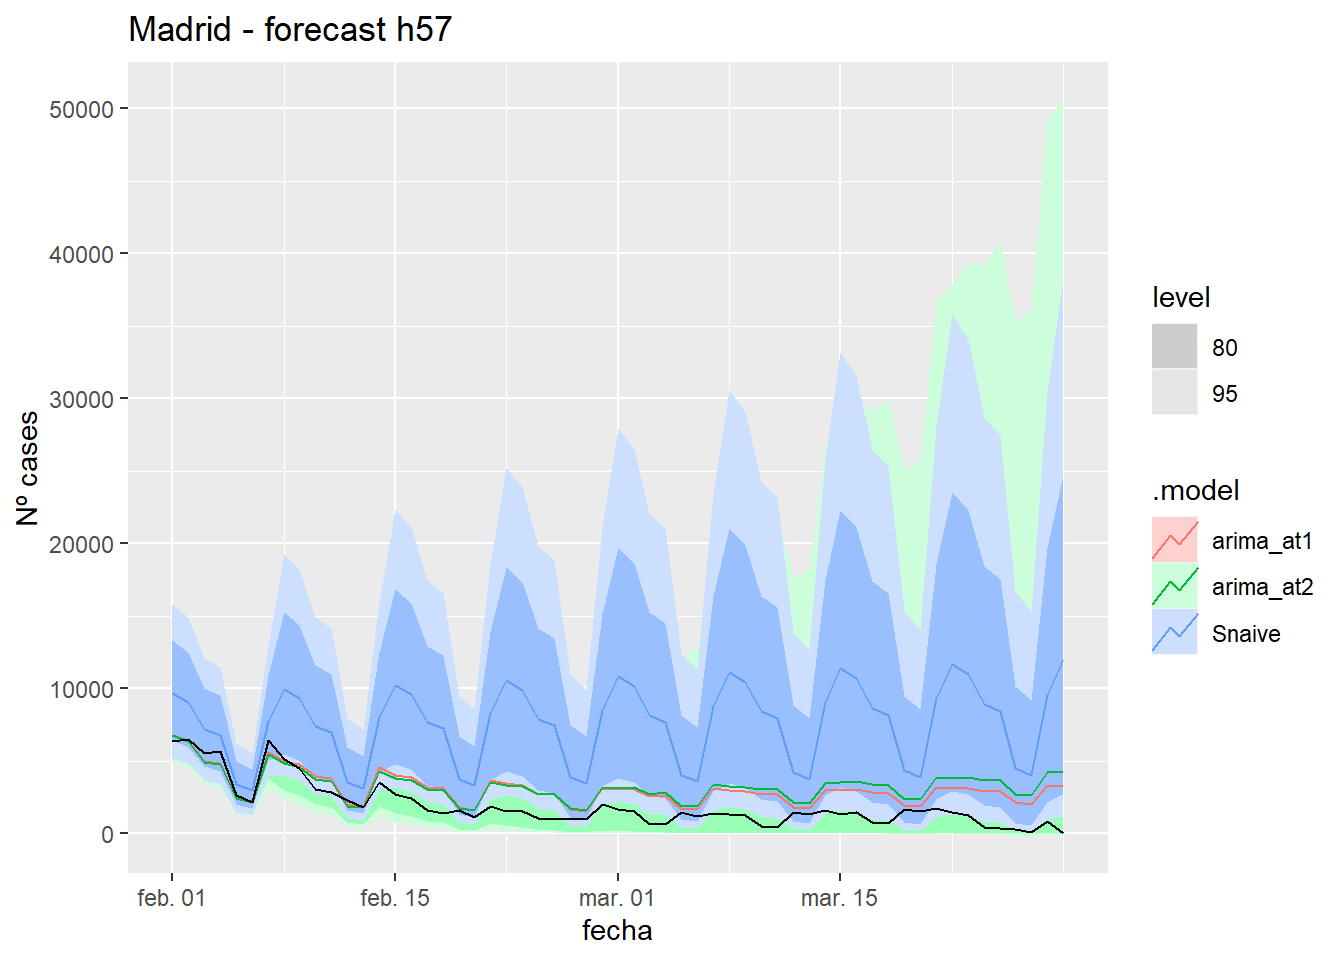 Madrid - forecast h57
50000
40000
30000
20000
10000
0
Nº cases
feb. 01
feb. 15
mar. 01
mar. 15
fecha
level
80
95
.model
arima_at1
arima_at2
Snaive